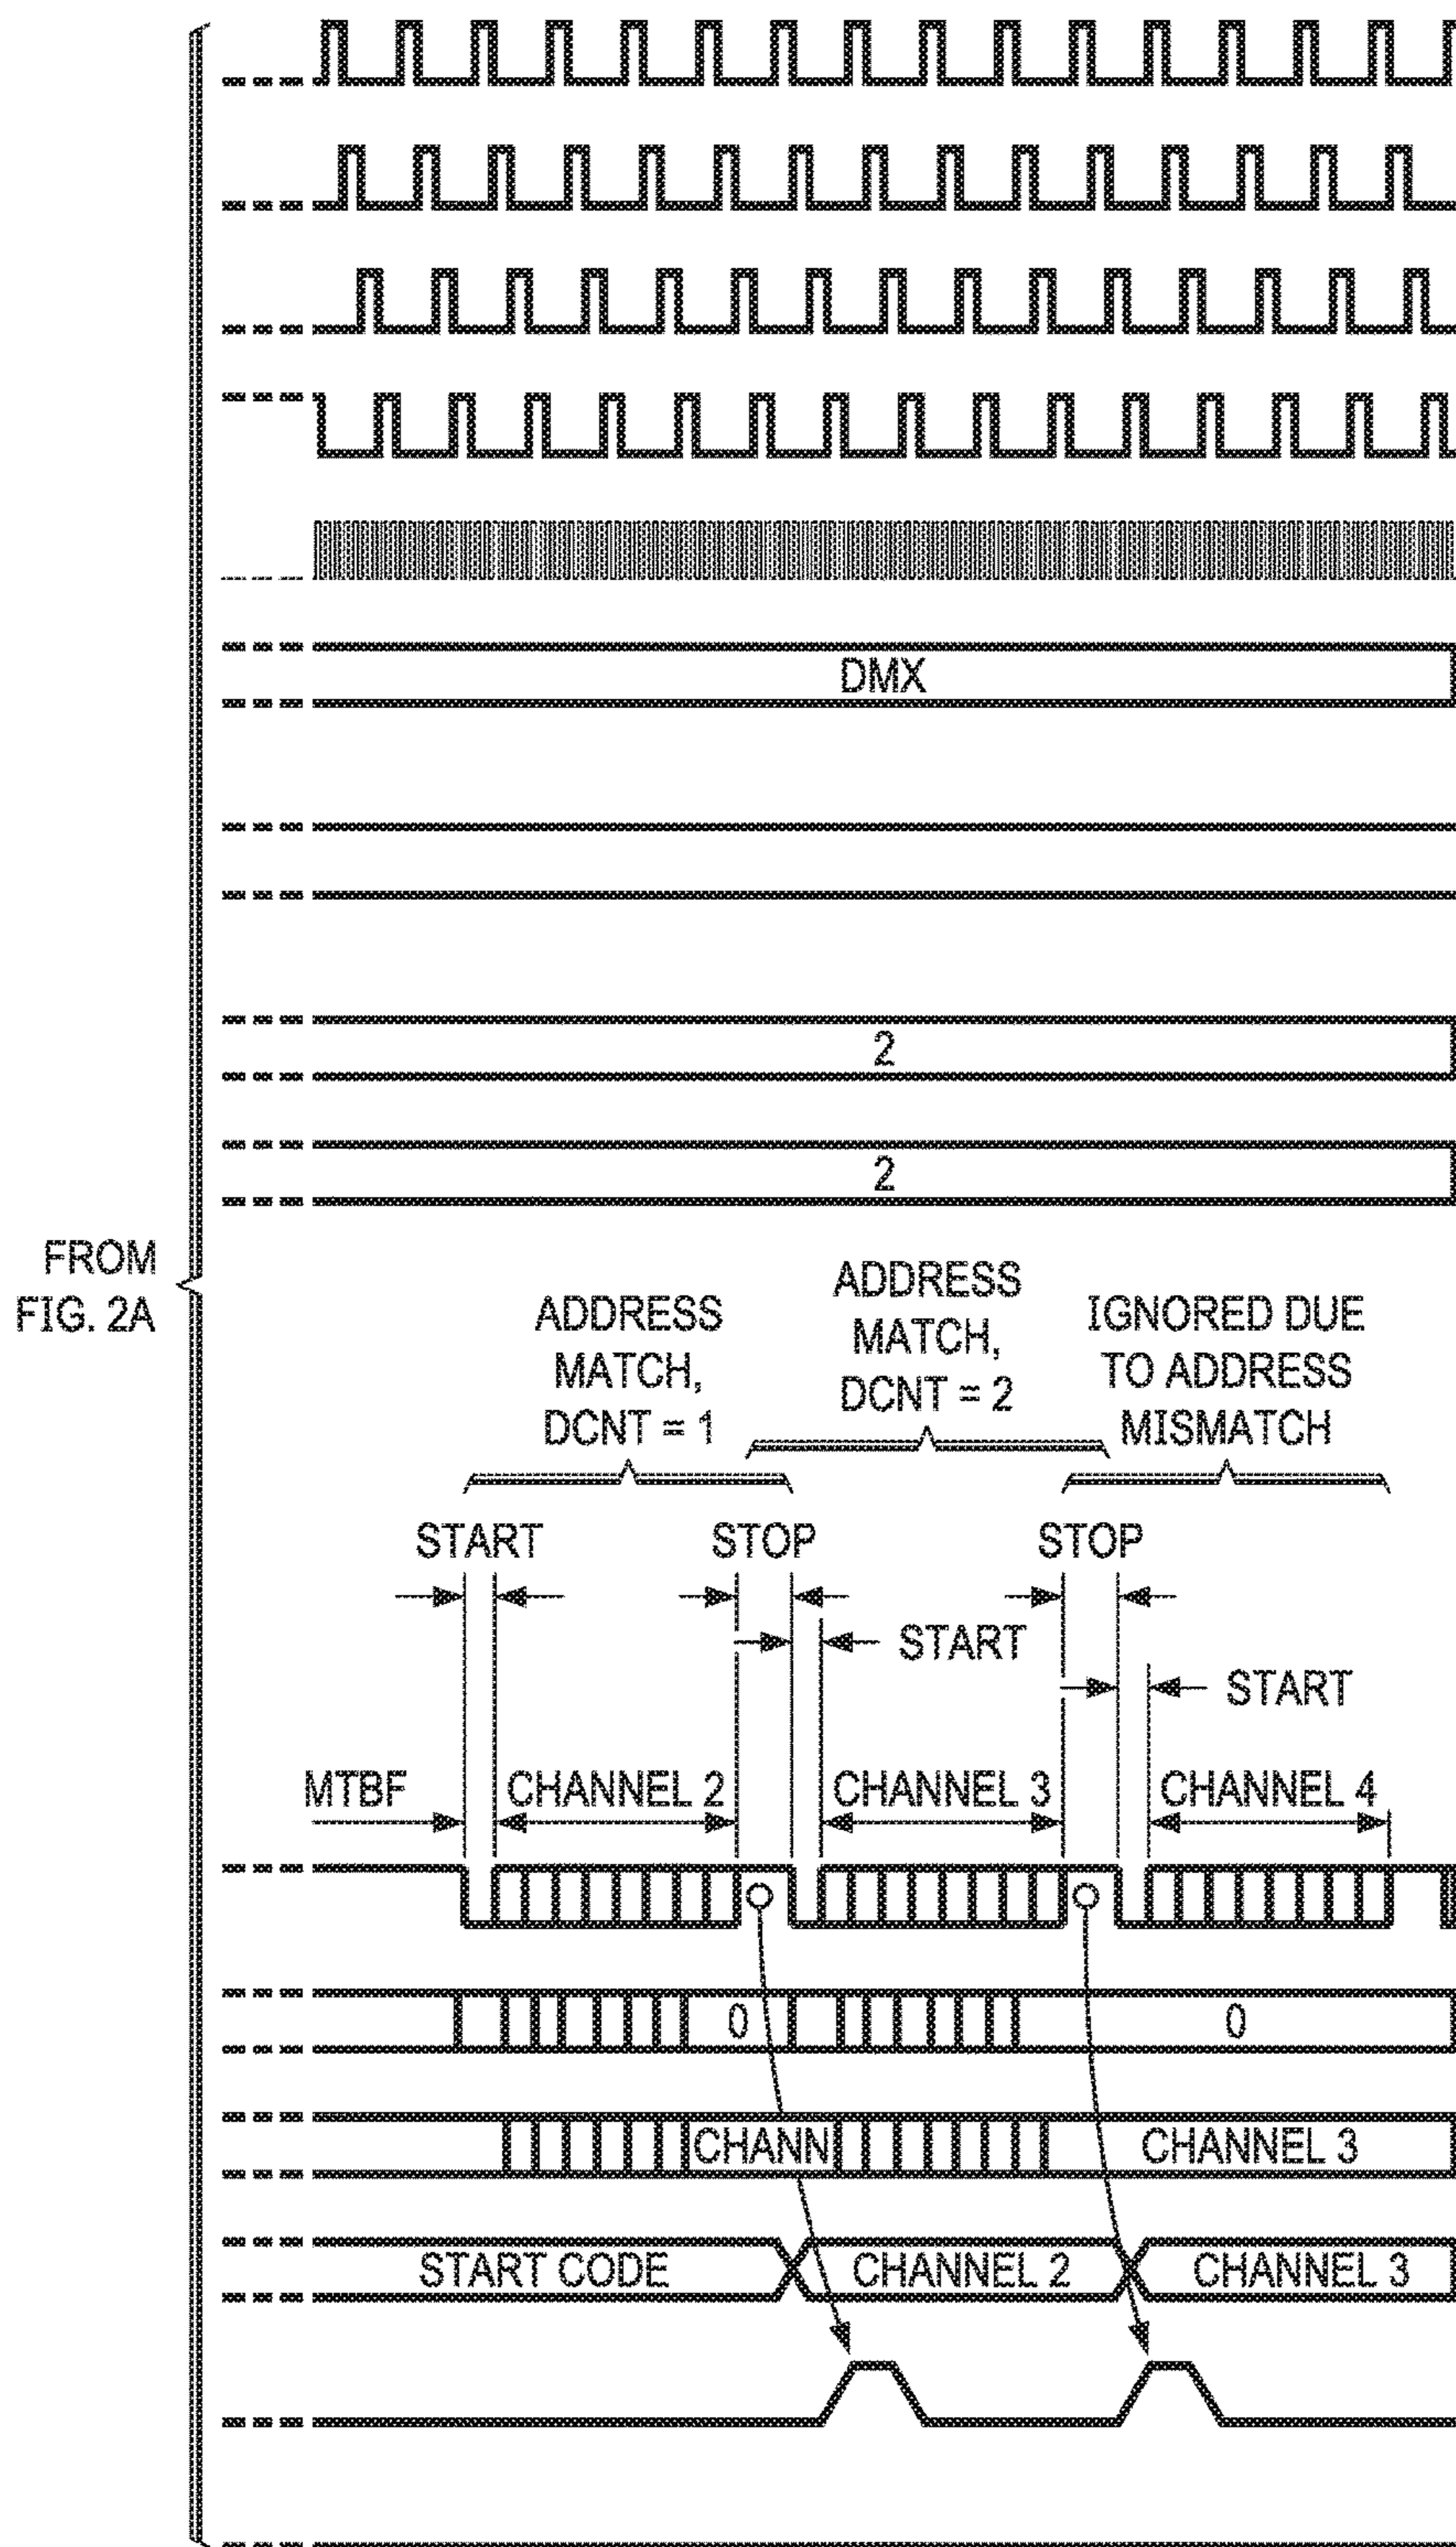 DMX
2
2
FROM
FIG. 2A
ADDRESS
MATCH,
DCNT = 1
ADDRESS
MATCH,
DCNT = 2
IGNORED DUE
TO ADDRESS
MISMATCH
START
STOP
STOP
START
START
MTBF
CHANNEL 2
CHANNEL 3
CHANNEL 4
0
0
CHANN
CHANNEL 3
START CODE
CHANNEL 2
CHANNEL 3